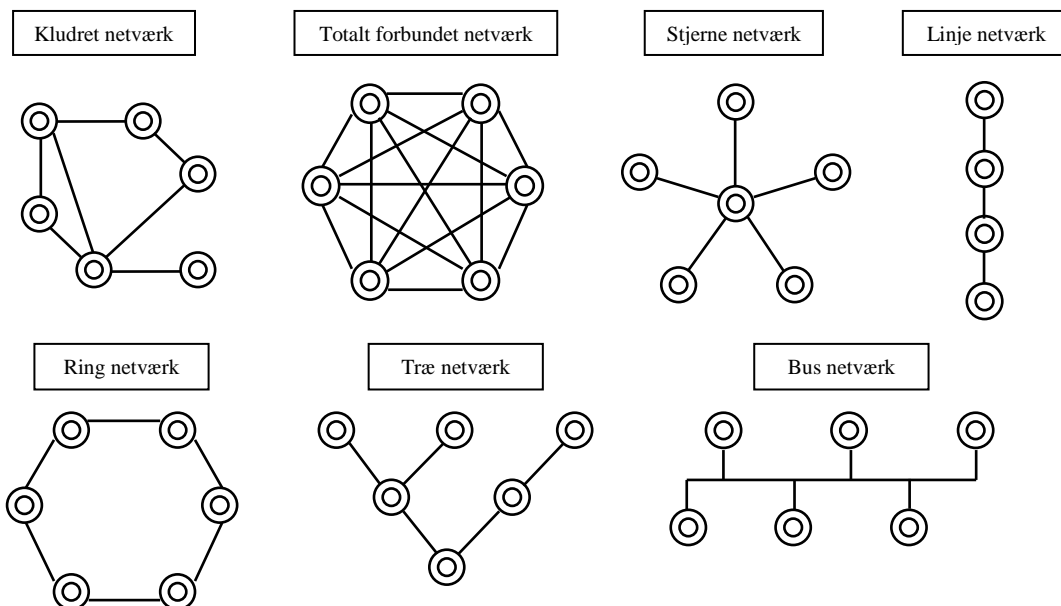 Kludret netværk
Totalt forbundet netværk
Stjerne netværk
Linje netværk
Ring netværk
Træ netværk
Bus netværk